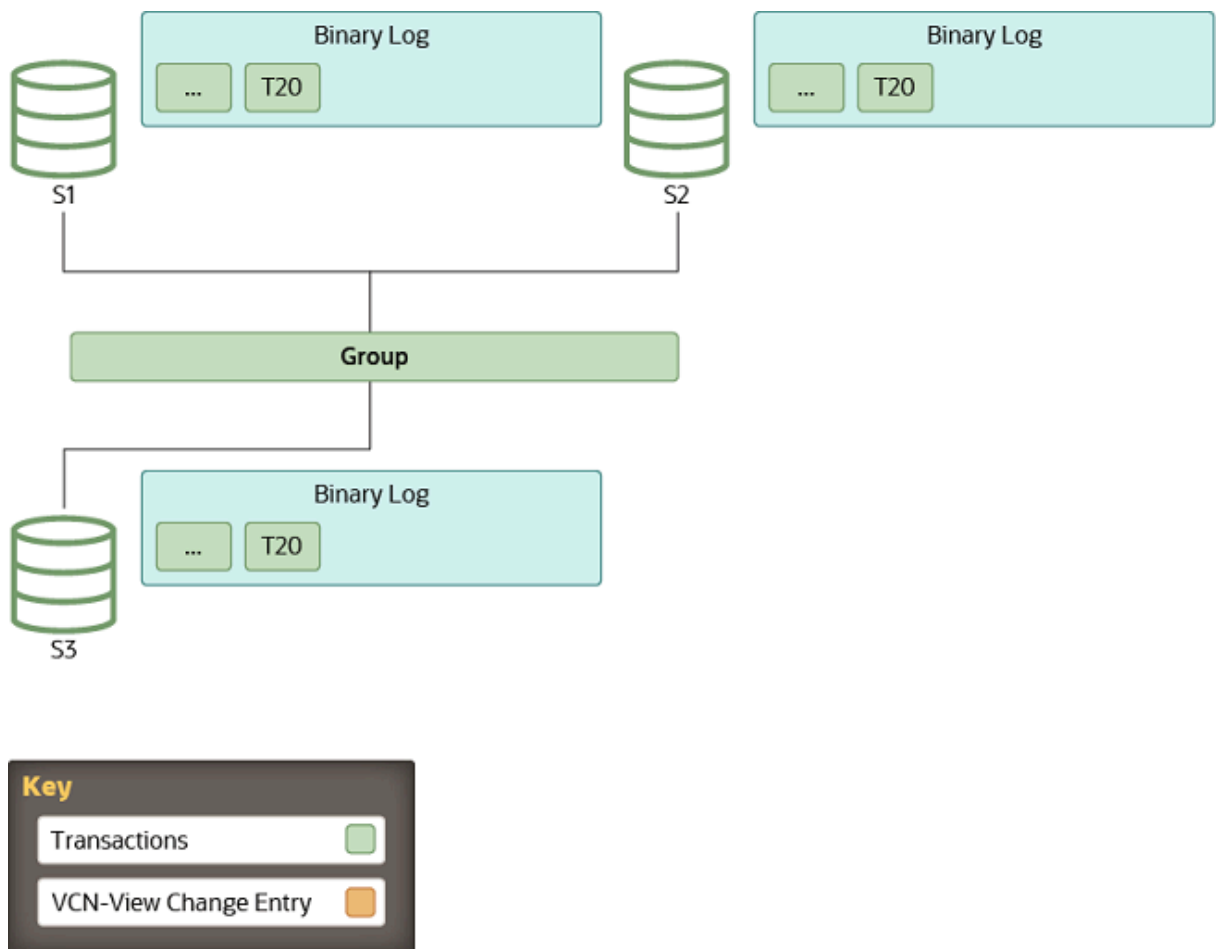 Binary Log
... T20
S1
Binary Log
... T20
S2
Group
Binary Log
... T20
S3
Key
Transactions
VCN-View Change Entry